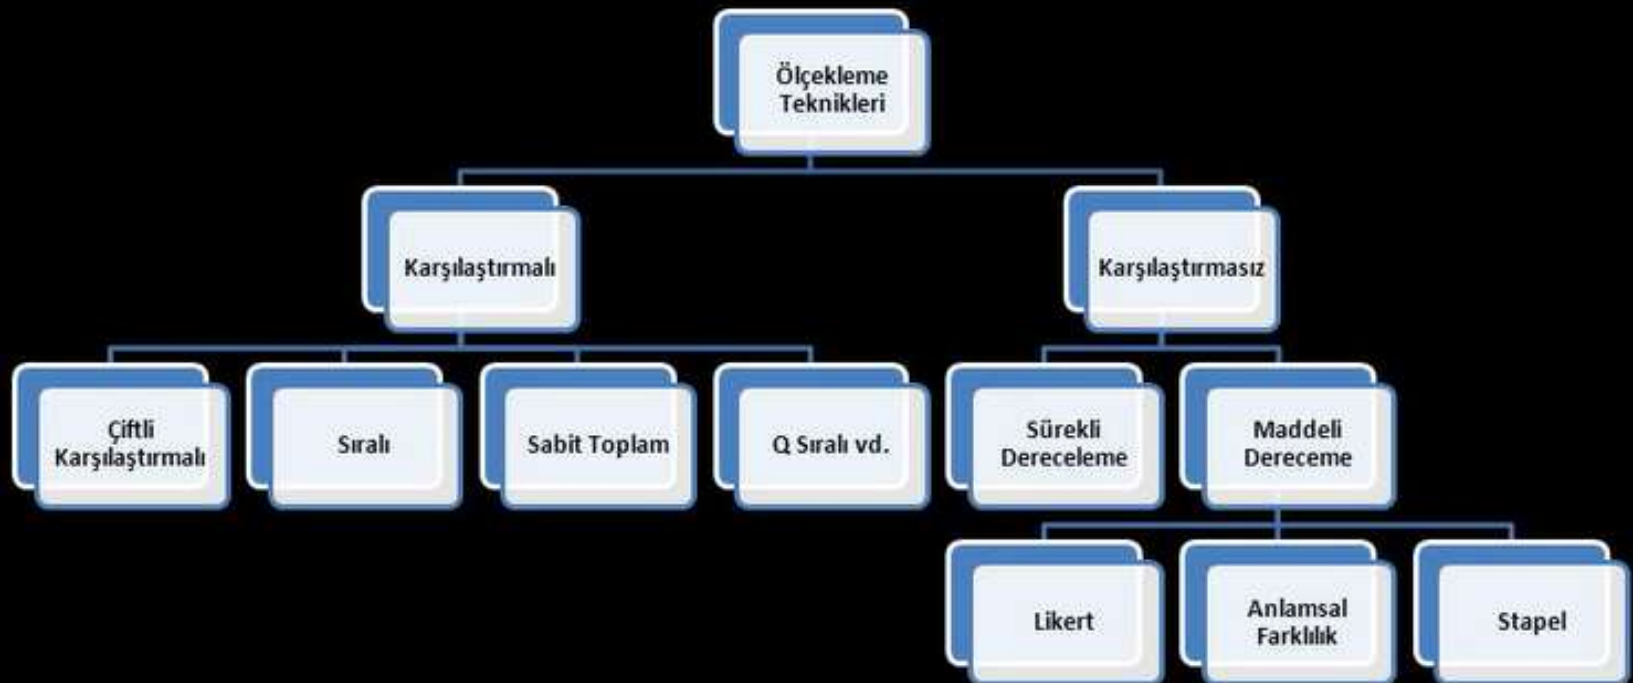 Ölçekleme
Teknikleri
Karşılaştırmalı
Karşılaştırmasız
Çiftli
Karşılaştırmalı
Sıralı
Sabit Toplam
Q Sıralı vd.
Sürekli
Dereceleme
Maddeli
Dereceme
Likert
Anlamsal
Farklılık
Stapel